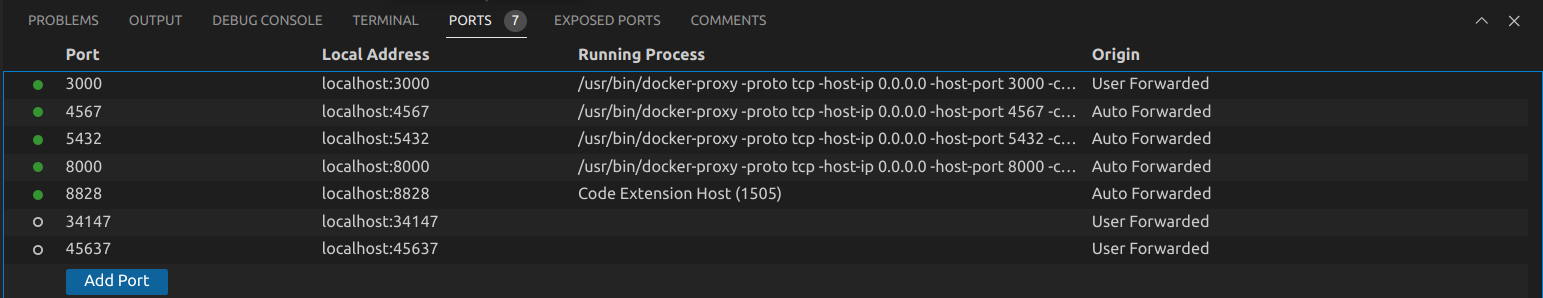 PROBLEMS OUTPUT DEBUG CONSOLE TERMINAL PORTS 7 EXPOSED PORTS COMMENTS
Port Local Address Running Process Origin
3000 localhost:3000 /usr/bin/docker-proxy -proto tcp -host-ip 0.0.0.0 -host-port 3000 -c... User Forwarded
4567 localhost:4567 /usr/bin/docker-proxy -proto tcp -host-ip 0.0.0.0 -host-port 4567 -c... Auto Forwarded
5432 localhost:5432 /usr/bin/docker-proxy -proto tcp -host-ip 0.0.0.0 -host-port 5432 -c... Auto Forwarded
8000 localhost:8000 /usr/bin/docker-proxy -proto tcp -host-ip 0.0.0.0 -host-port 8000 -c... Auto Forwarded
8828 localhost:8828 Code Extension Host (1505) Auto Forwarded
34147 localhost:34147 User Forwarded
45637 localhost:45637 User Forwarded
Add Port